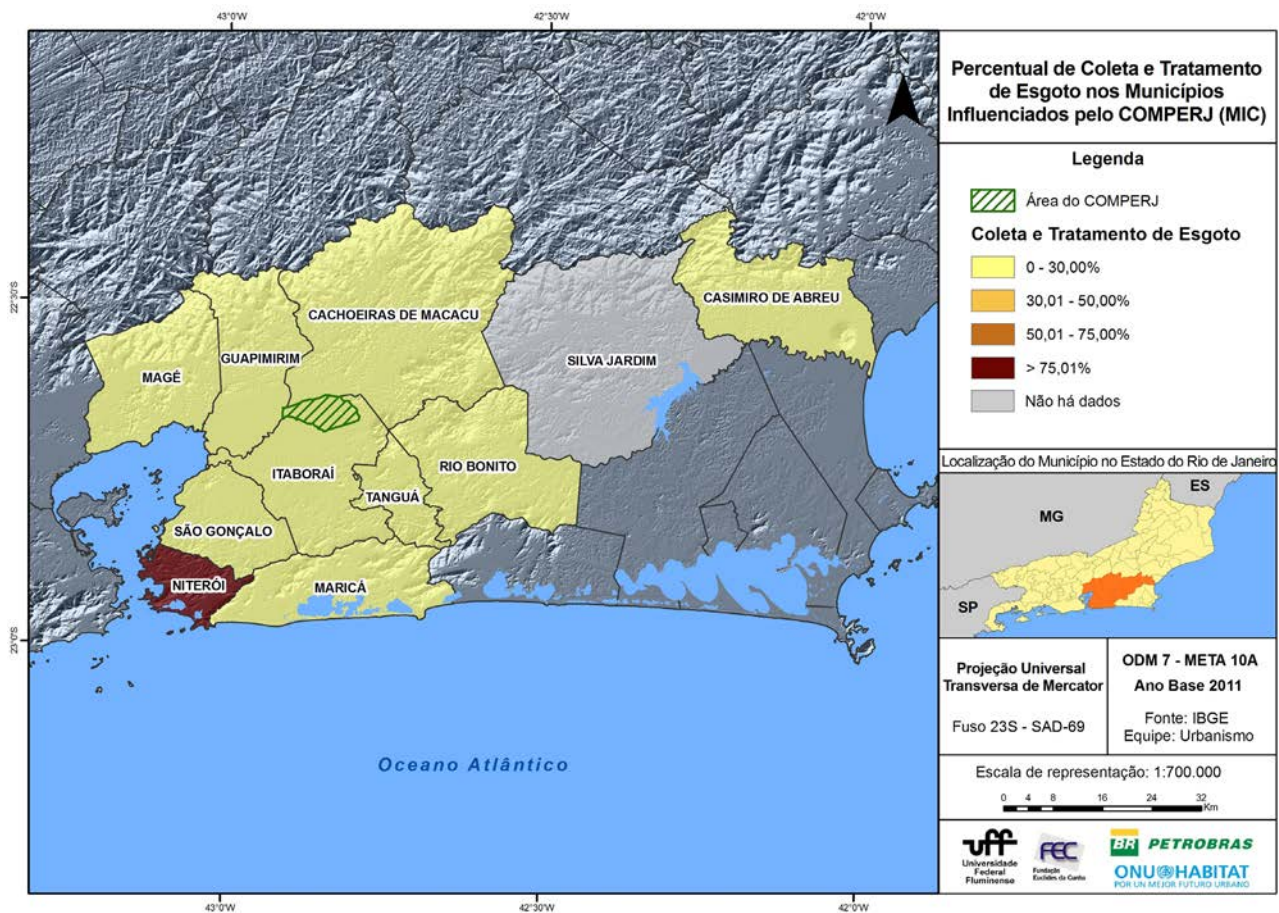 43°0'W
42°30'W
42°0'W
22°30'S
23°0'S
CASIMIRO DE ABREU
CACHOEIRAS DE MACACU
GUAPIMIRIM
SILVA JARDIM
MAGÉ
RIO BONITO
ITABORAÍ
TANGUÁ
SÃO GONÇALO
NITERÓI
MARICÁ
Oceano Atlântico
43°0'W
42°30'W
42°0'W
Percentual de Coleta e Tratamento
de Esgoto nos Municípios
Influenciados pelo COMPERJ (MIC)
Legenda
Área do COMPERJ
Coleta e Tratamento de Esgoto
0 - 30,00%
30,01 - 50,00%
50,01 - 75,00%
> 75,01%
Não há dados
Localização do Município no Estado do Rio de Janeiro
ES
MG
SP
Projeção Universal
Transversa de Mercator
Fuso 23S - SAD-69
ODM 7 - META 10A
Ano Base 2011
Fonte: IBGE
Equipe: Urbanismo
Escala de representação: 1:700.000
0 4 8 16 24 32
Km
uff
Universidade
Federal
Fluminense
FEC
Fundação
Euclides da Cunha
BR PETROBRAS
ONU HABITAT
POR UN MEJOR FUTURO URBANO